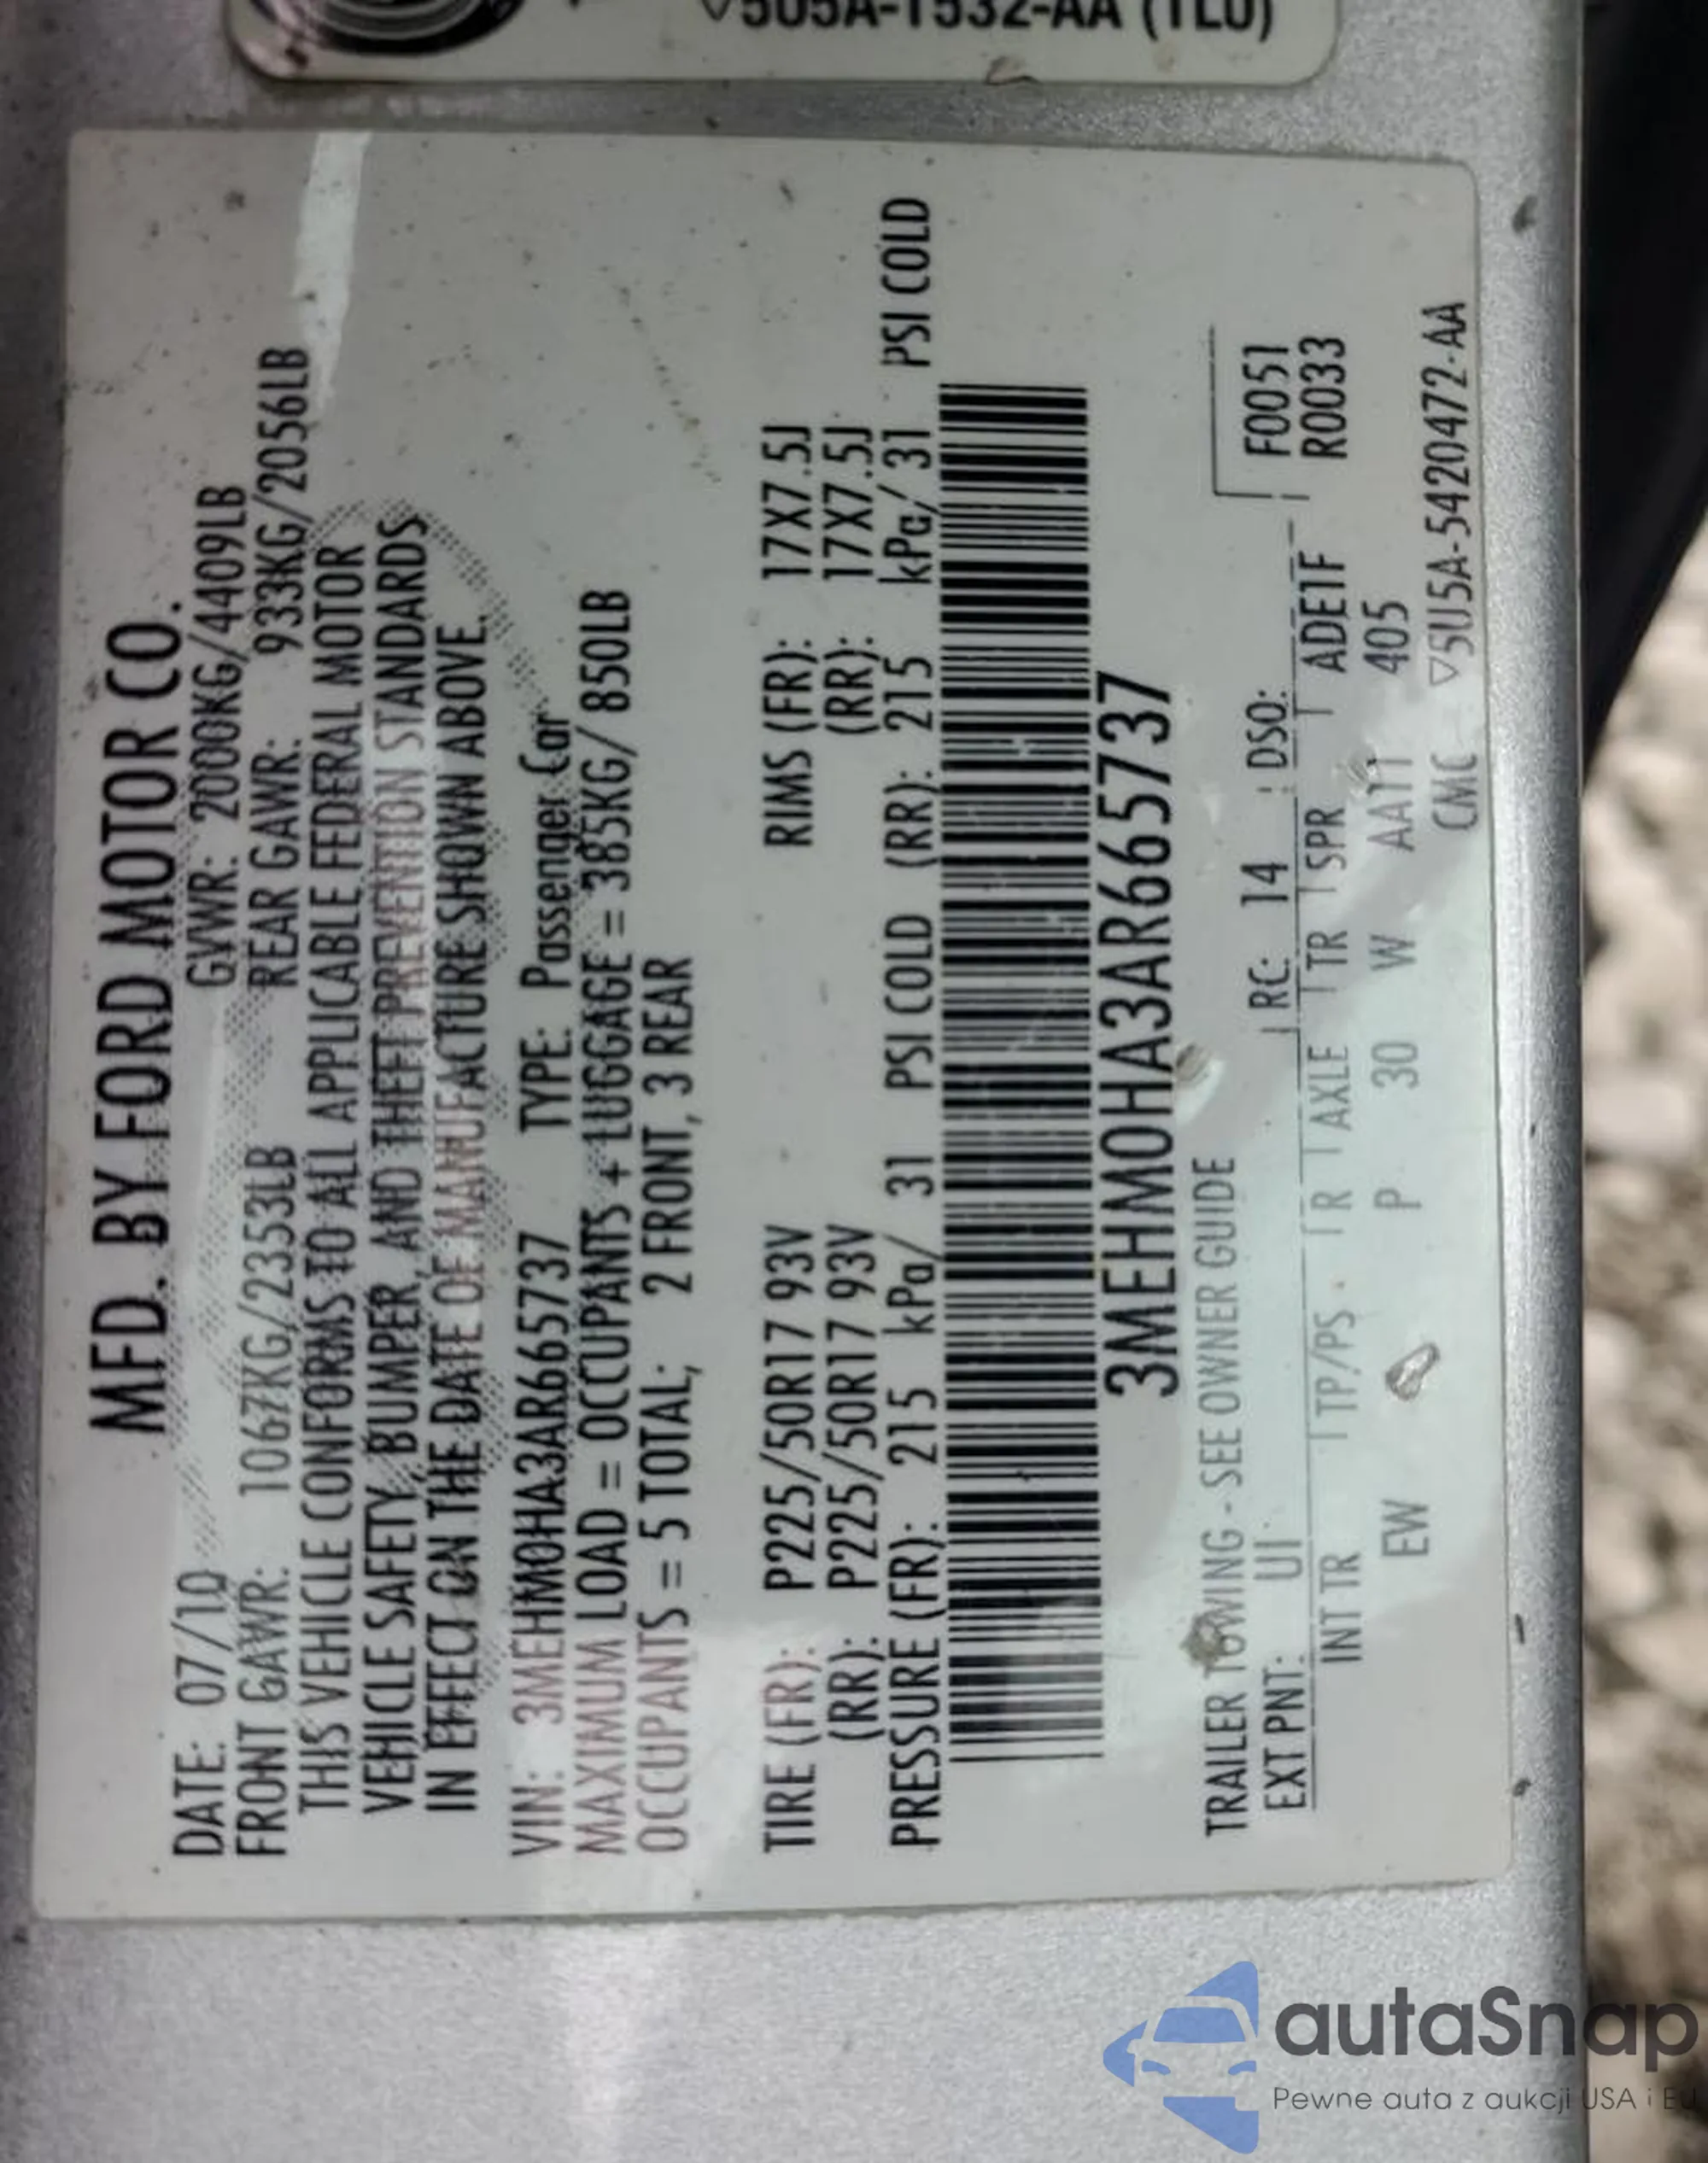 5U5A-1532-AA (TLU)
MFD. BY FORD MOTOR CO.
DATE: 07/10 GVWR: 2000KG/4409LB
FRONT GAWR: 1067KG/2353LB REAR GAWR: 933KG/2056LB
THIS VEHICLE CONFORMS TO ALL APPLICABLE FEDERAL MOTOR
VEHICLE SAFETY, BUMPER, AND THEFT PREVENTION STANDARDS
IN EFFECT ON THE DATE OF MANUFACTURE SHOWN ABOVE.
VIN: 3MEHM0HA3AR665737 TYPE: Passenger Car
MAXIMUM LOAD = OCCUPANTS + LUGGAGE = 385KG/ 850LB
OCCUPANTS = 5 TOTAL; 2 FRONT, 3 REAR
TIRE (FR): P225/50R17 93V RIMS (FR): 17X7.5J
(RR): P225/50R17 93V (RR): 17X7.5J
PRESSURE (FR): 215 kPa/ 31 PSI COLD (RR): 215 kPa/ 31 PSI COLD
3MEHM0HA3AR665737
TRAILER TOWING - SEE OWNER GUIDE
EXT PNT: UI RC: 14 DSO: F0051
INT TR TP/PS R AXLE TR SPR ADE1F R0033
EW P 30 W AA11 405
CMC ▽5U5A-5420472-AA
autaSnap
Pewne auta z aukcji USA i EU